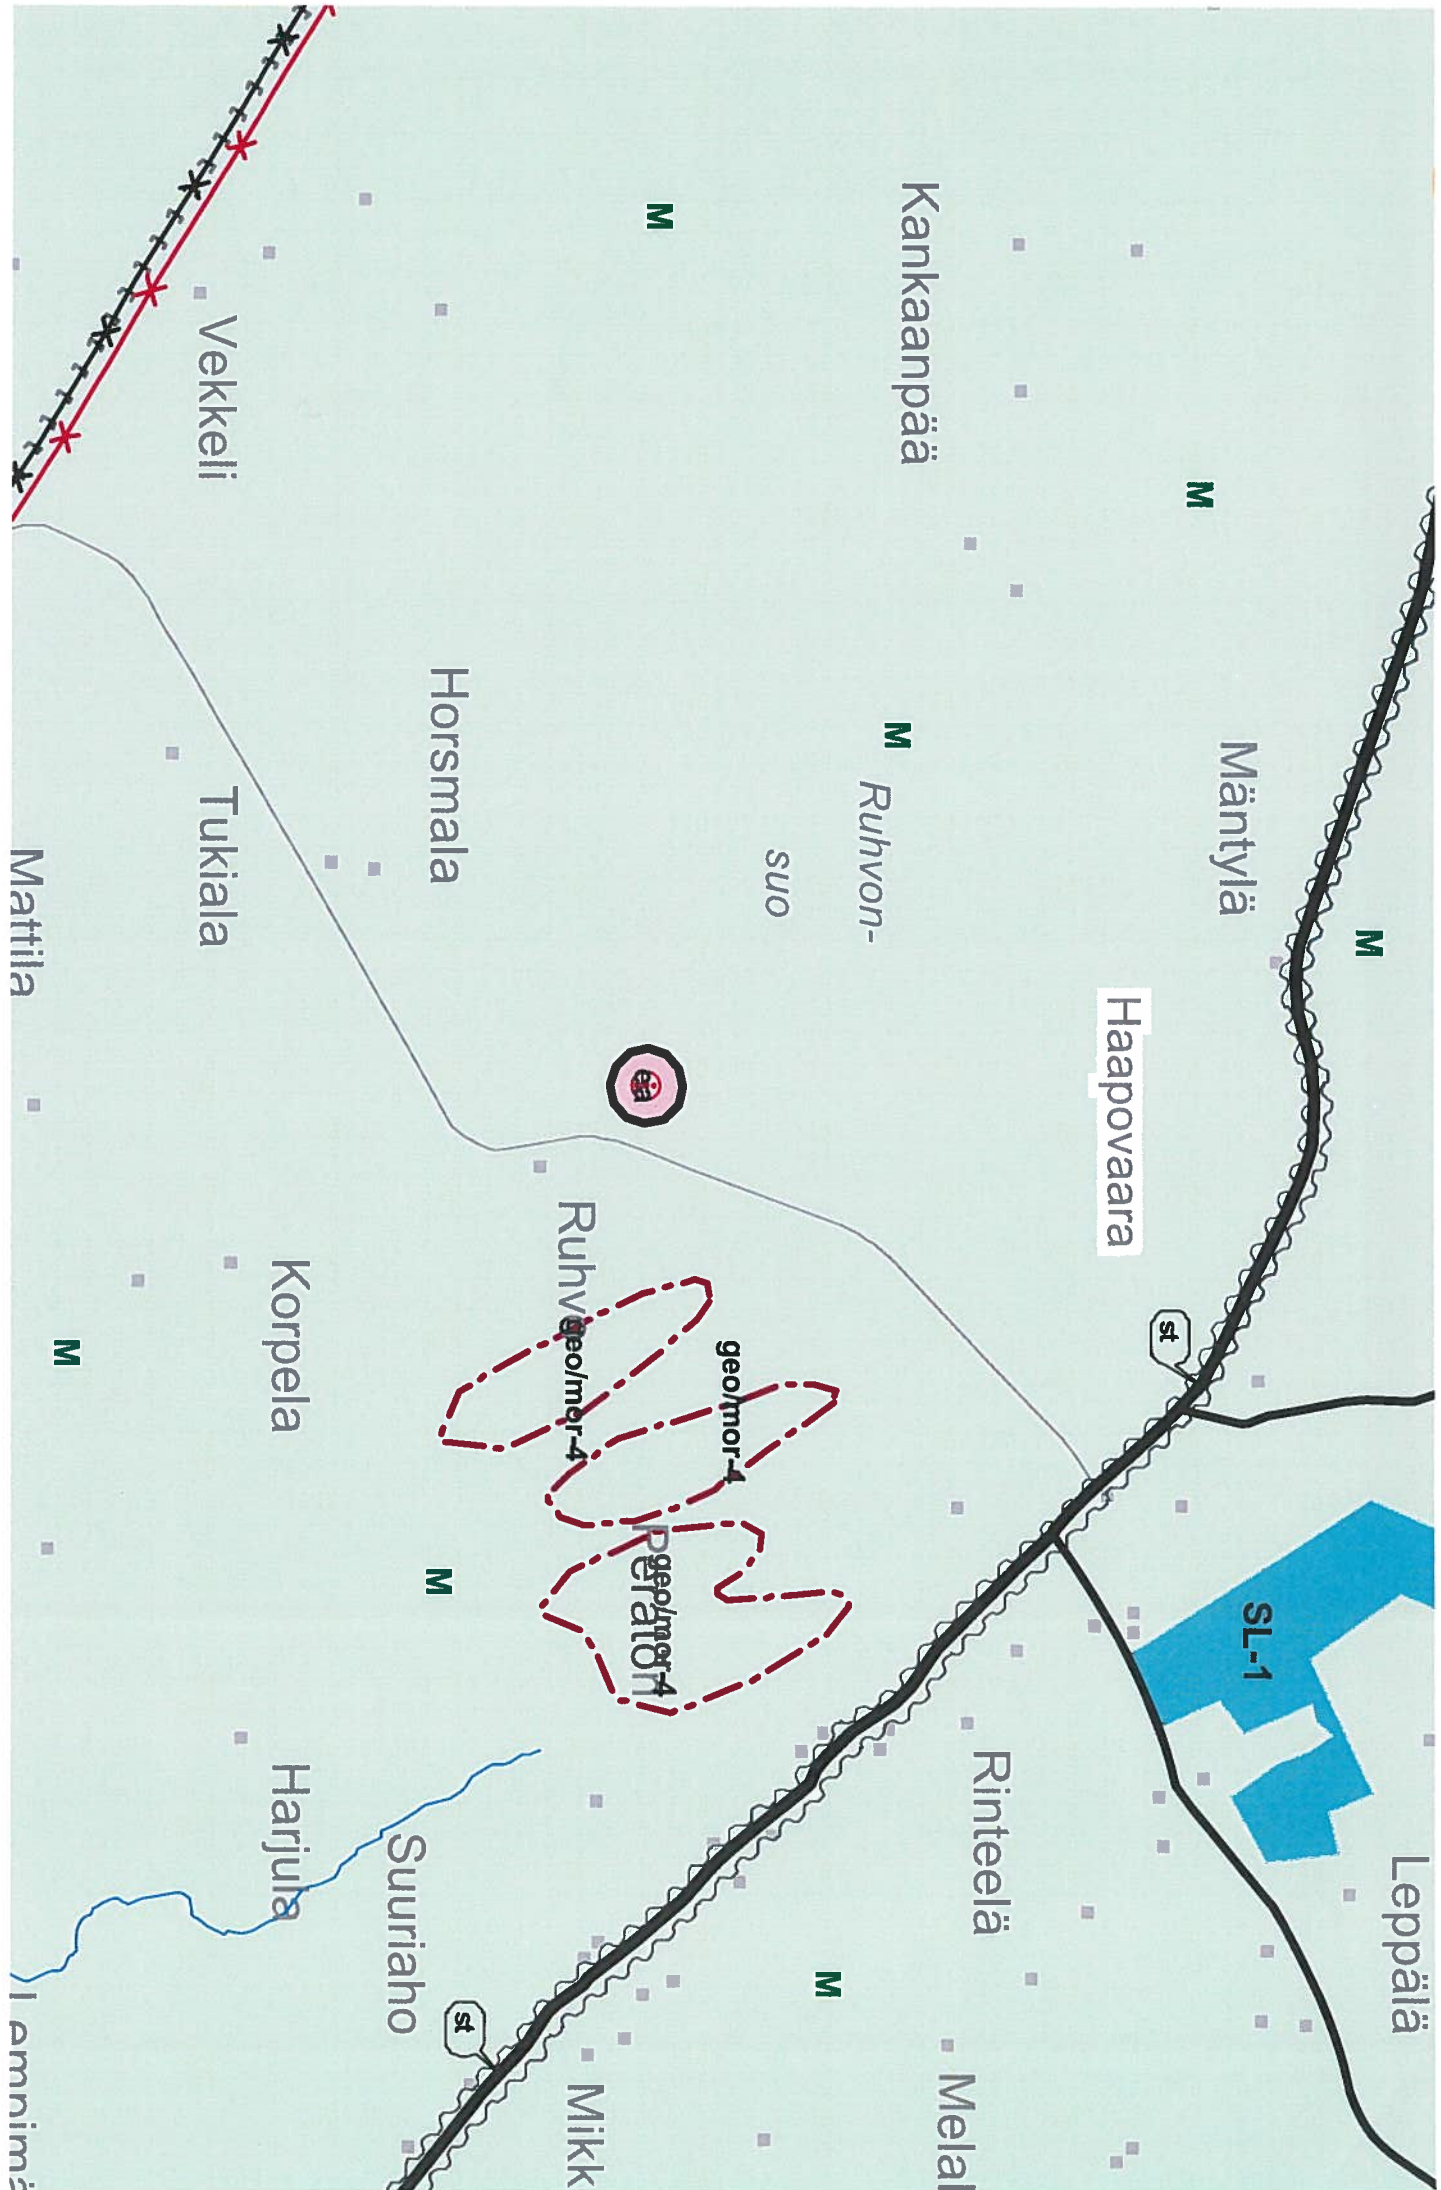 Leppälä
M
SL-1
Mäntylä
M
st
Haapovaara
Rinteelä
Kankaanpää
M
Ruhvon-
M
suo
geo/mor-4
M
geo/mor-4
Mikk
geo/mor-4
st
Horsmala
M
Suuriaho
Korpela
Harjula
Vekkeli
Tukiala
M
Mattila